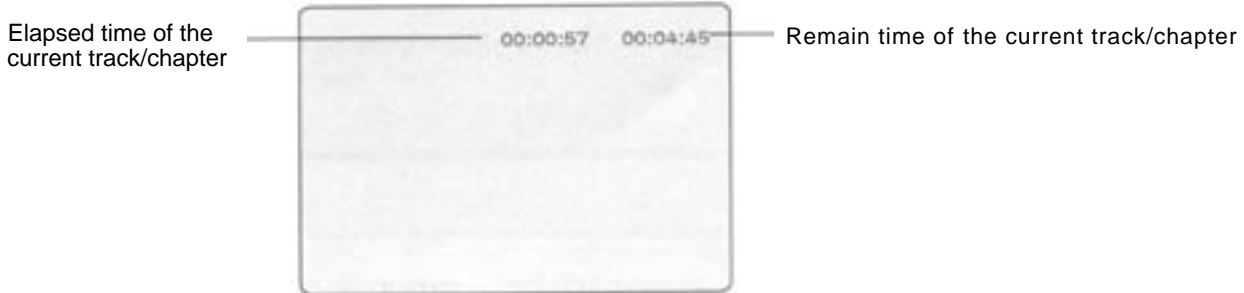 Elapsed time of the
current track/chapter
00:00:57 00:04:45
Remain time of the current track/chapter